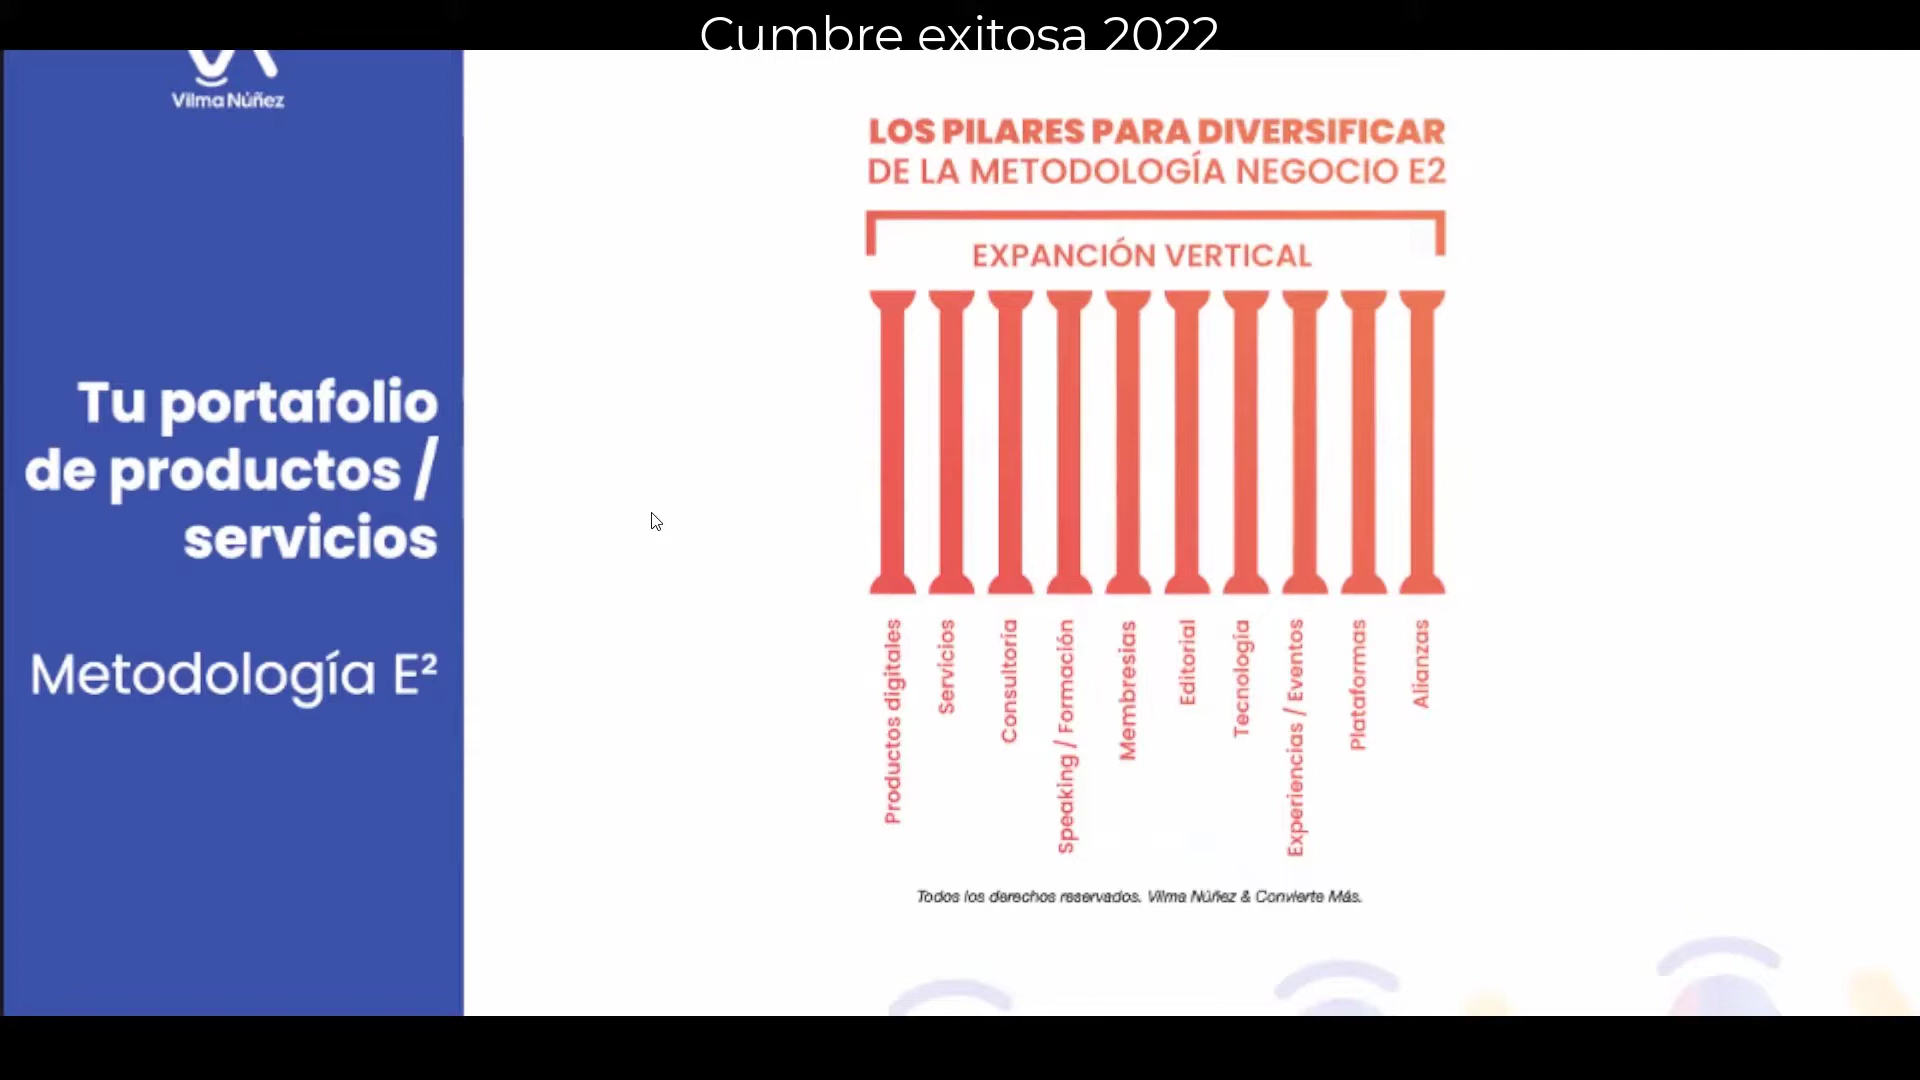 Cumbre exitosa 2022
Vilma Núñez
Tu portafolio
de productos /
servicios
Metodología E²
LOS PILARES PARA DIVERSIFICAR
DE LA METODOLOGÍA NEGOCIO E2
EXPANCIÓN VERTICAL
Productos digitales
Servicios
Consultoría
Speaking / Formación
Membresías
Editorial
Tecnología
Experiencias / Eventos
Plataformas
Alianzas
Todos los derechos reservados. Vilma Núñez & Convierte Más.